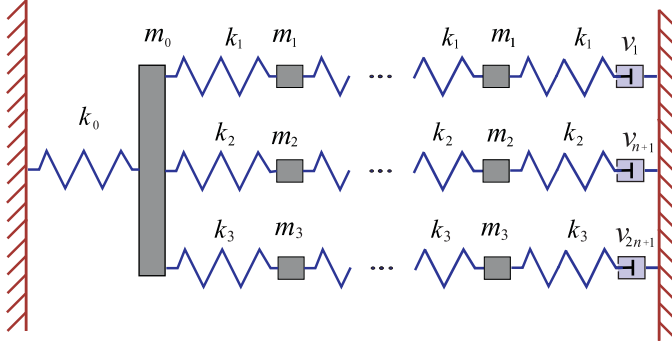 m₀ k₁ m₁ k₁ m₁ k₁ v₁
...
k₀ k₂ m₂ k₂ m₂ k₂ vₙ₊₁
...
k₃ m₃ k₃ m₃ k₃ v₂ₙ₊₁
...